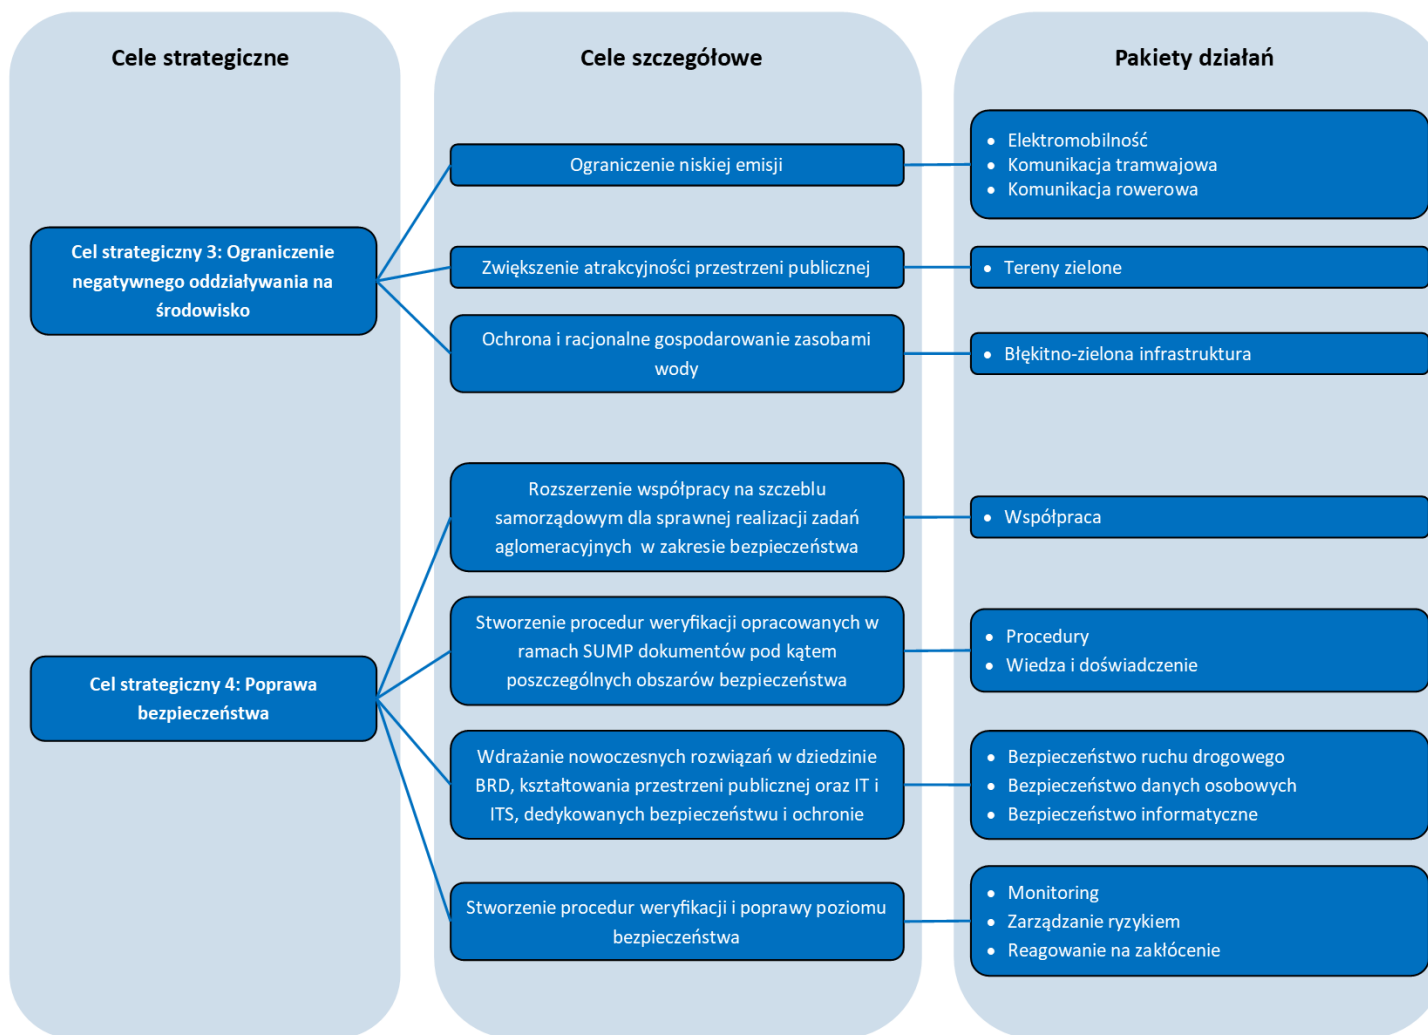 Cele strategiczne
Cele szczegółowe
Pakiety działań
Cel strategiczny 3: Ograniczenie
negatywnego oddziaływania na
środowisko
Ograniczenie niskiej emisji
• Elektromobilność
• Komunikacja tramwajowa
• Komunikacja rowerowa
Zwiększenie atrakcyjności przestrzeni publicznej
• Tereny zielone
Ochrona i racjonalne gospodarowanie zasobami
wody
• Błękitno-zielona infrastruktura
Cel strategiczny 4: Poprawa
bezpieczeństwa
Rozszerzenie współpracy na szczeblu
samorządowym dla sprawnej realizacji zadań
aglomeracyjnych w zakresie bezpieczeństwa
• Współpraca
Stworzenie procedur weryfikacji opracowanych w
ramach SUMP dokumentów pod kątem
poszczególnych obszarów bezpieczeństwa
• Procedury
• Wiedza i doświadczenie
Wdrażanie nowoczesnych rozwiązań w dziedzinie
BRD, kształtowania przestrzeni publicznej oraz IT i
ITS, dedykowanych bezpieczeństwu i ochronie
• Bezpieczeństwo ruchu drogowego
• Bezpieczeństwo danych osobowych
• Bezpieczeństwo informatyczne
Stworzenie procedur weryfikacji i poprawy poziomu
bezpieczeństwa
• Monitoring
• Zarządzanie ryzykiem
• Reagowanie na zakłócenie